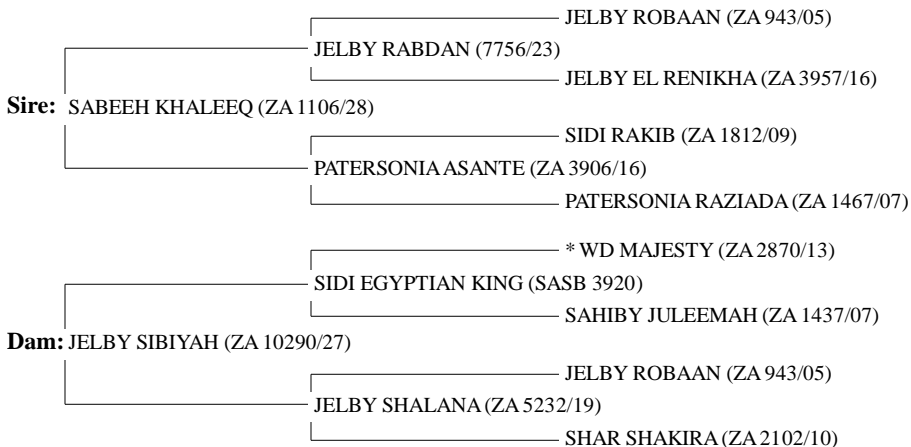 JELBY ROBAAN (ZA 943/05)
JELBY RABDAN (7756/23)
JELBY EL RENIKHA (ZA 3957/16)
Sire: SABEEH KHALEEQ (ZA 1106/28)
SIDI RAKIB (ZA 1812/09)
PATERSONIA ASANTE (ZA 3906/16)
PATERSONIA RAZIADA (ZA 1467/07)
* WD MAJESTY (ZA 2870/13)
SIDI EGYPTIAN KING (SASB 3920)
SAHIBY JULEEMAH (ZA 1437/07)
Dam: JELBY SIBIYAH (ZA 10290/27)
JELBY ROBAAN (ZA 943/05)
JELBY SHALANA (ZA 5232/19)
SHAR SHAKIRA (ZA 2102/10)